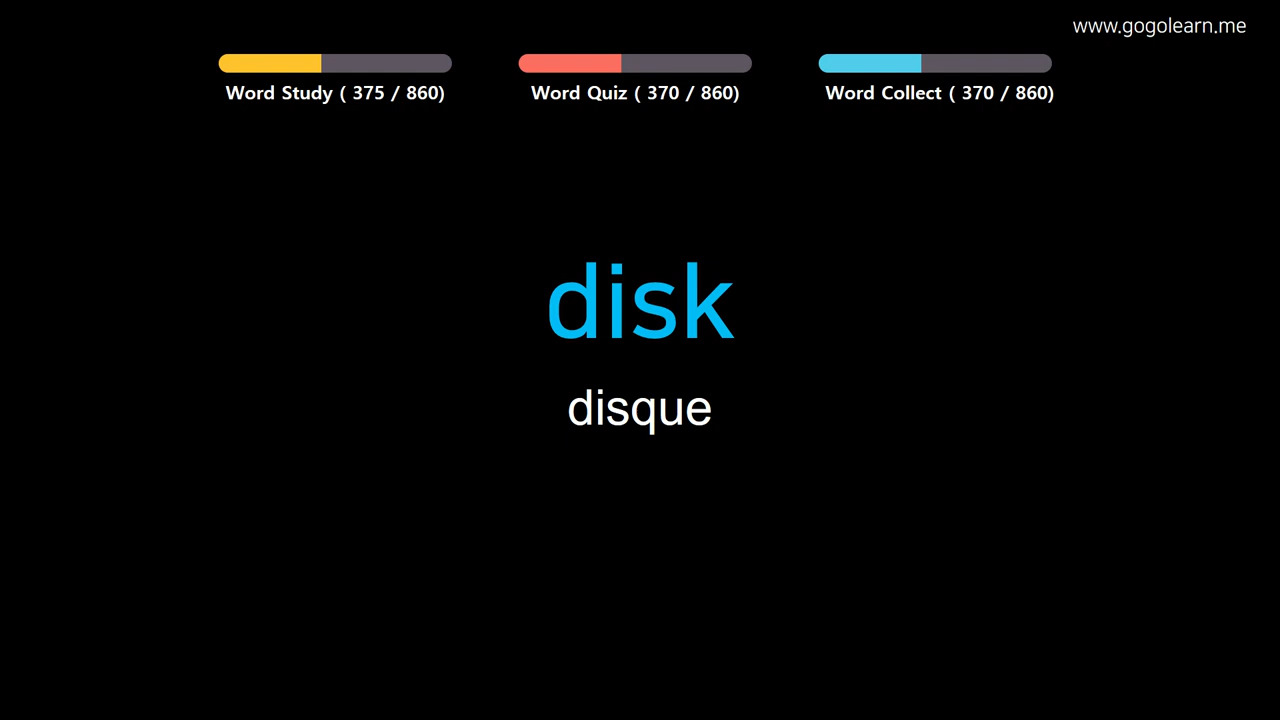 www.gogolearn.me
Word Study ( 375 / 860)
Word Quiz ( 370 / 860)
Word Collect ( 370 / 860)
disk
disque